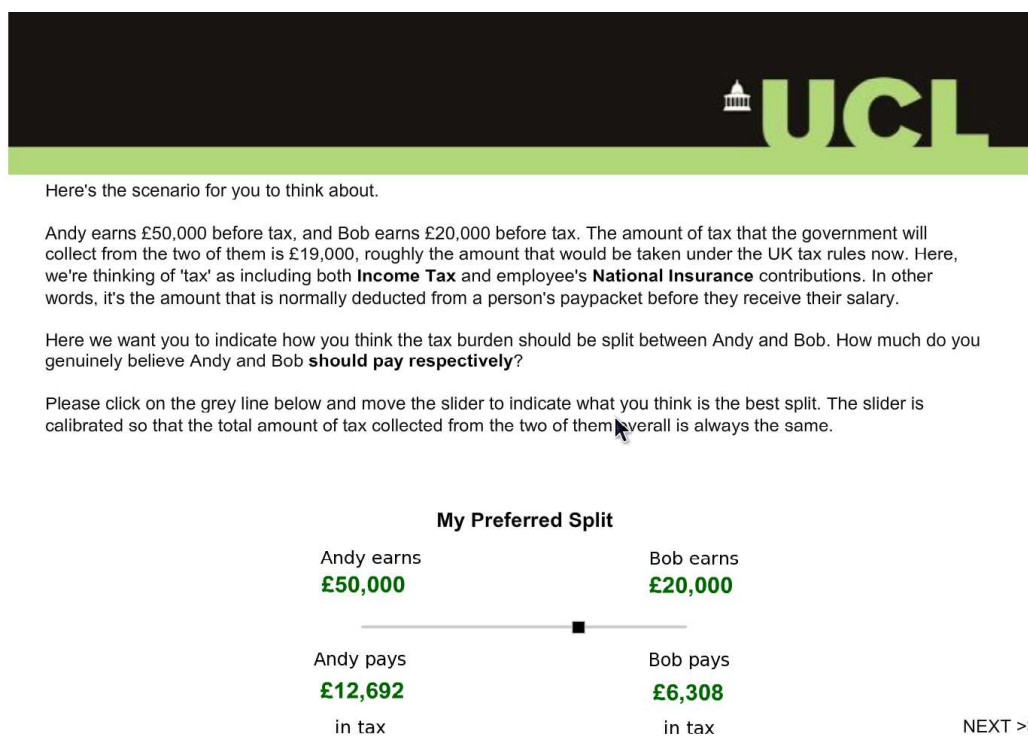 UCL
Here's the scenario for you to think about.
Andy earns £50,000 before tax, and Bob earns £20,000 before tax. The amount of tax that the government will
collect from the two of them is £19,000, roughly the amount that would be taken under the UK tax rules now. Here,
we're thinking of 'tax' as including both Income Tax and employee's National Insurance contributions. In other
words, it's the amount that is normally deducted from a person's paypacket before they receive their salary.
Here we want you to indicate how you think the tax burden should be split between Andy and Bob. How much do you
genuinely believe Andy and Bob should pay respectively?
Please click on the grey line below and move the slider to indicate what you think is the best split. The slider is
calibrated so that the total amount of tax collected from the two of them overall is always the same.
My Preferred Split
Andy earns Bob earns
£50,000 £20,000
Andy pays Bob pays
£12,692 £6,308
in tax in tax NEXT >